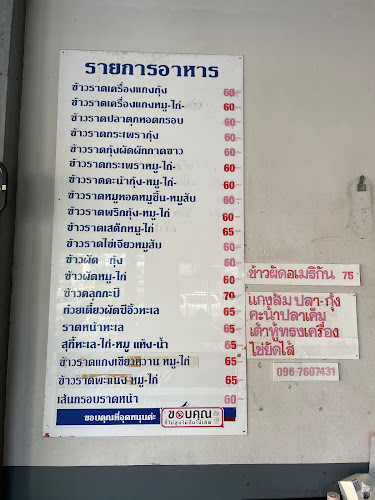 รายการอาหาร
ข้าวราดเครื่องแกงกุ้ง 60
ข้าวราดเครื่องแกงหมู-ไก่- 60
ข้าวราดปลาดุกทอดกรอบ 60
ข้าวราดกระเพรากุ้ง 60
ข้าวราดกุ้งผัดผักกาดขาว 60
ข้าวราดกระเพราหมู-ไก่- 60
ข้าวราดคะน้ากุ้ง-หมู-ไก่- 60
ข้าวราดหมูทอดหมูชิ้น-หมูสับ 60
ข้าวราดพริกกุ้ง-หมู-ไก่ 60
ข้าวราดเสต๊กหมู-ไก่ 65
ข้าวราดไข่เจียวหมูสับ 60
ข้าวผัด - กุ้ง 60
ข้าวผัดหมู-ไก่ 60
ข้าวคลุกกะปิ 70
ก๋วยเตี๋ยวผัดซีอิ้วทะเล 65
ราดหน้าทะเล 65
สุกี้ทะเล-ไก่-หมู แห้ง-น้ำ 65
ข้าวราดแกงเขียวหวาน หมู-ไก่ 65
ข้าวราดพะแนง หมู-ไก่ 65
เส้นกรอบราดหน้า 60
ขอบคุณที่อุดหนุนค่ะ
ขอบคุณ
ที่ไม่สูบบุหรี่
ข้าวผัดอเมริกัน 75
แกงส้ม ปลา-กุ้ง
คะน้าปลาเค็ม
เต้าหู้ทรงเครื่อง
ไข่ยัดไส้
096-7607431